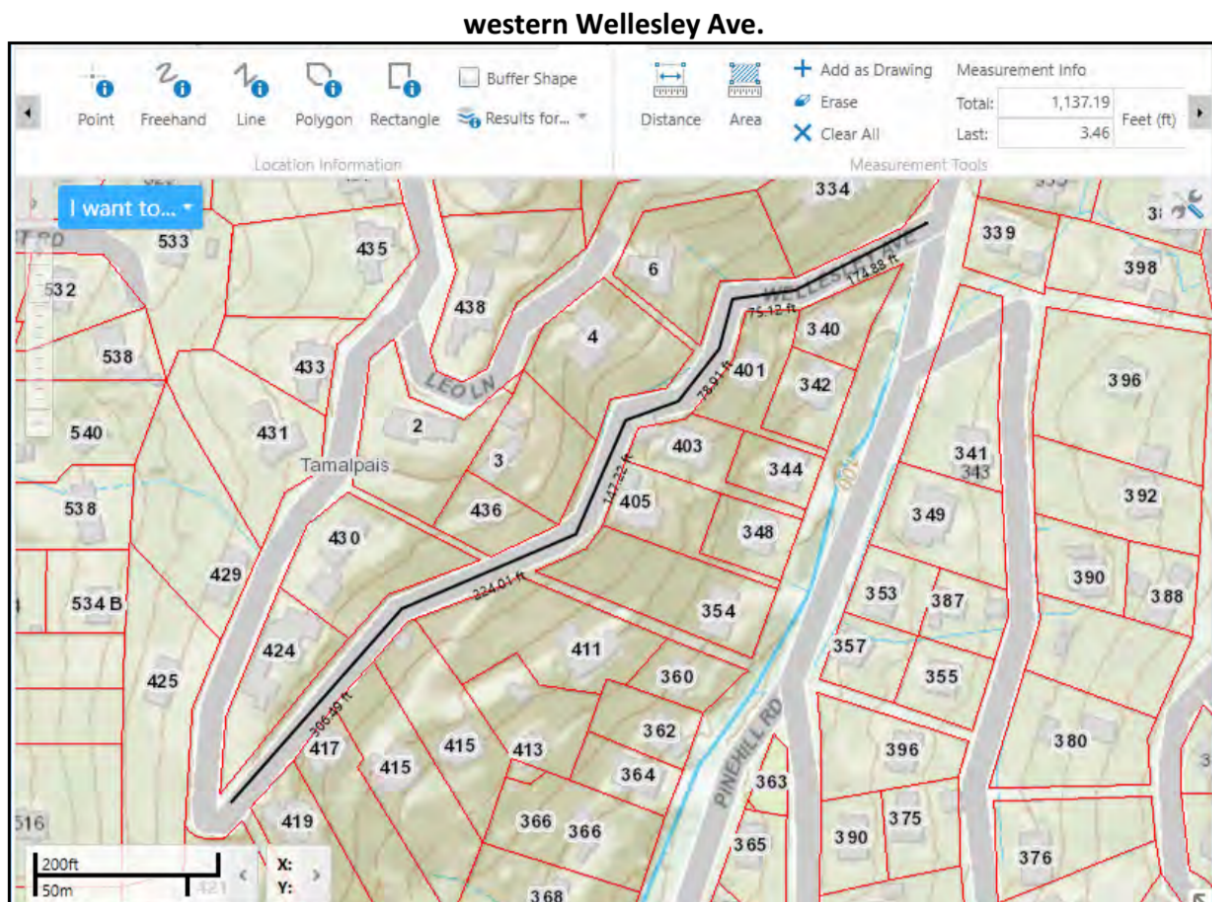 western Wellesley Ave.
Buffer Shape
Add as Drawing
Measurement Info
Total: 1,137.19
Feet (ft)
Point Freehand Line Polygon Rectangle
Results for...
Distance Area
Erase
Clear All
Last: 3.46
Location Information
Measurement Tools
I want to...
334
RD
533
435
339
398
6
WELLESLEY AVE
174.88 ft
532
438
75.12 ft
340
4
538
433
401
342
396
LEO LN
78.91 ft
2
540
431
403
3
341
Tamalpais
344
343
147.22 ft
392
538
436
405
349
348
430
429
224.01 ft
390
534 B
353
387
388
354
424
411
357
360
355
425
306.49 ft
362
417
415
413
396
380
PINEHILL RD
415
364
363
419
366
366
375
516
365
390
376
200ft
X:
50m
421
Y:
368